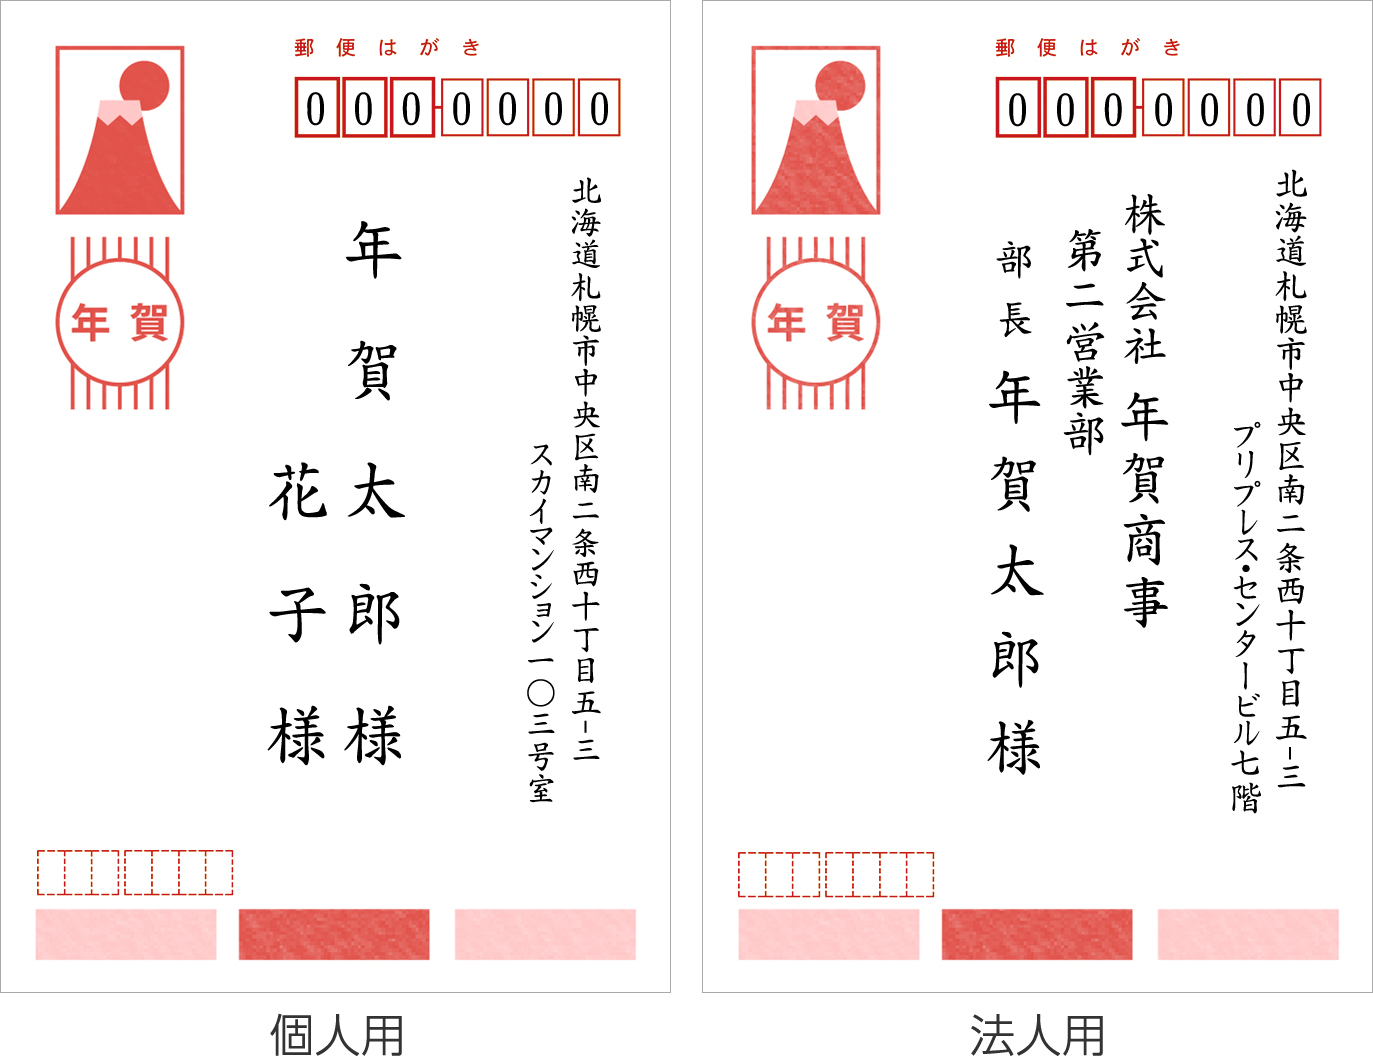 郵便はがき
000-0000
北海道札幌市中央区南二条西十丁目五-三
スカイマンション一〇三号室
年賀太郎様
花子様
年賀
個人用
郵便はがき
000-0000
北海道札幌市中央区南二条西十丁目五-三
プリプレス・センタービル七階
株式会社 年賀商事
第二営業部
部長 年賀太郎様
年賀
法人用